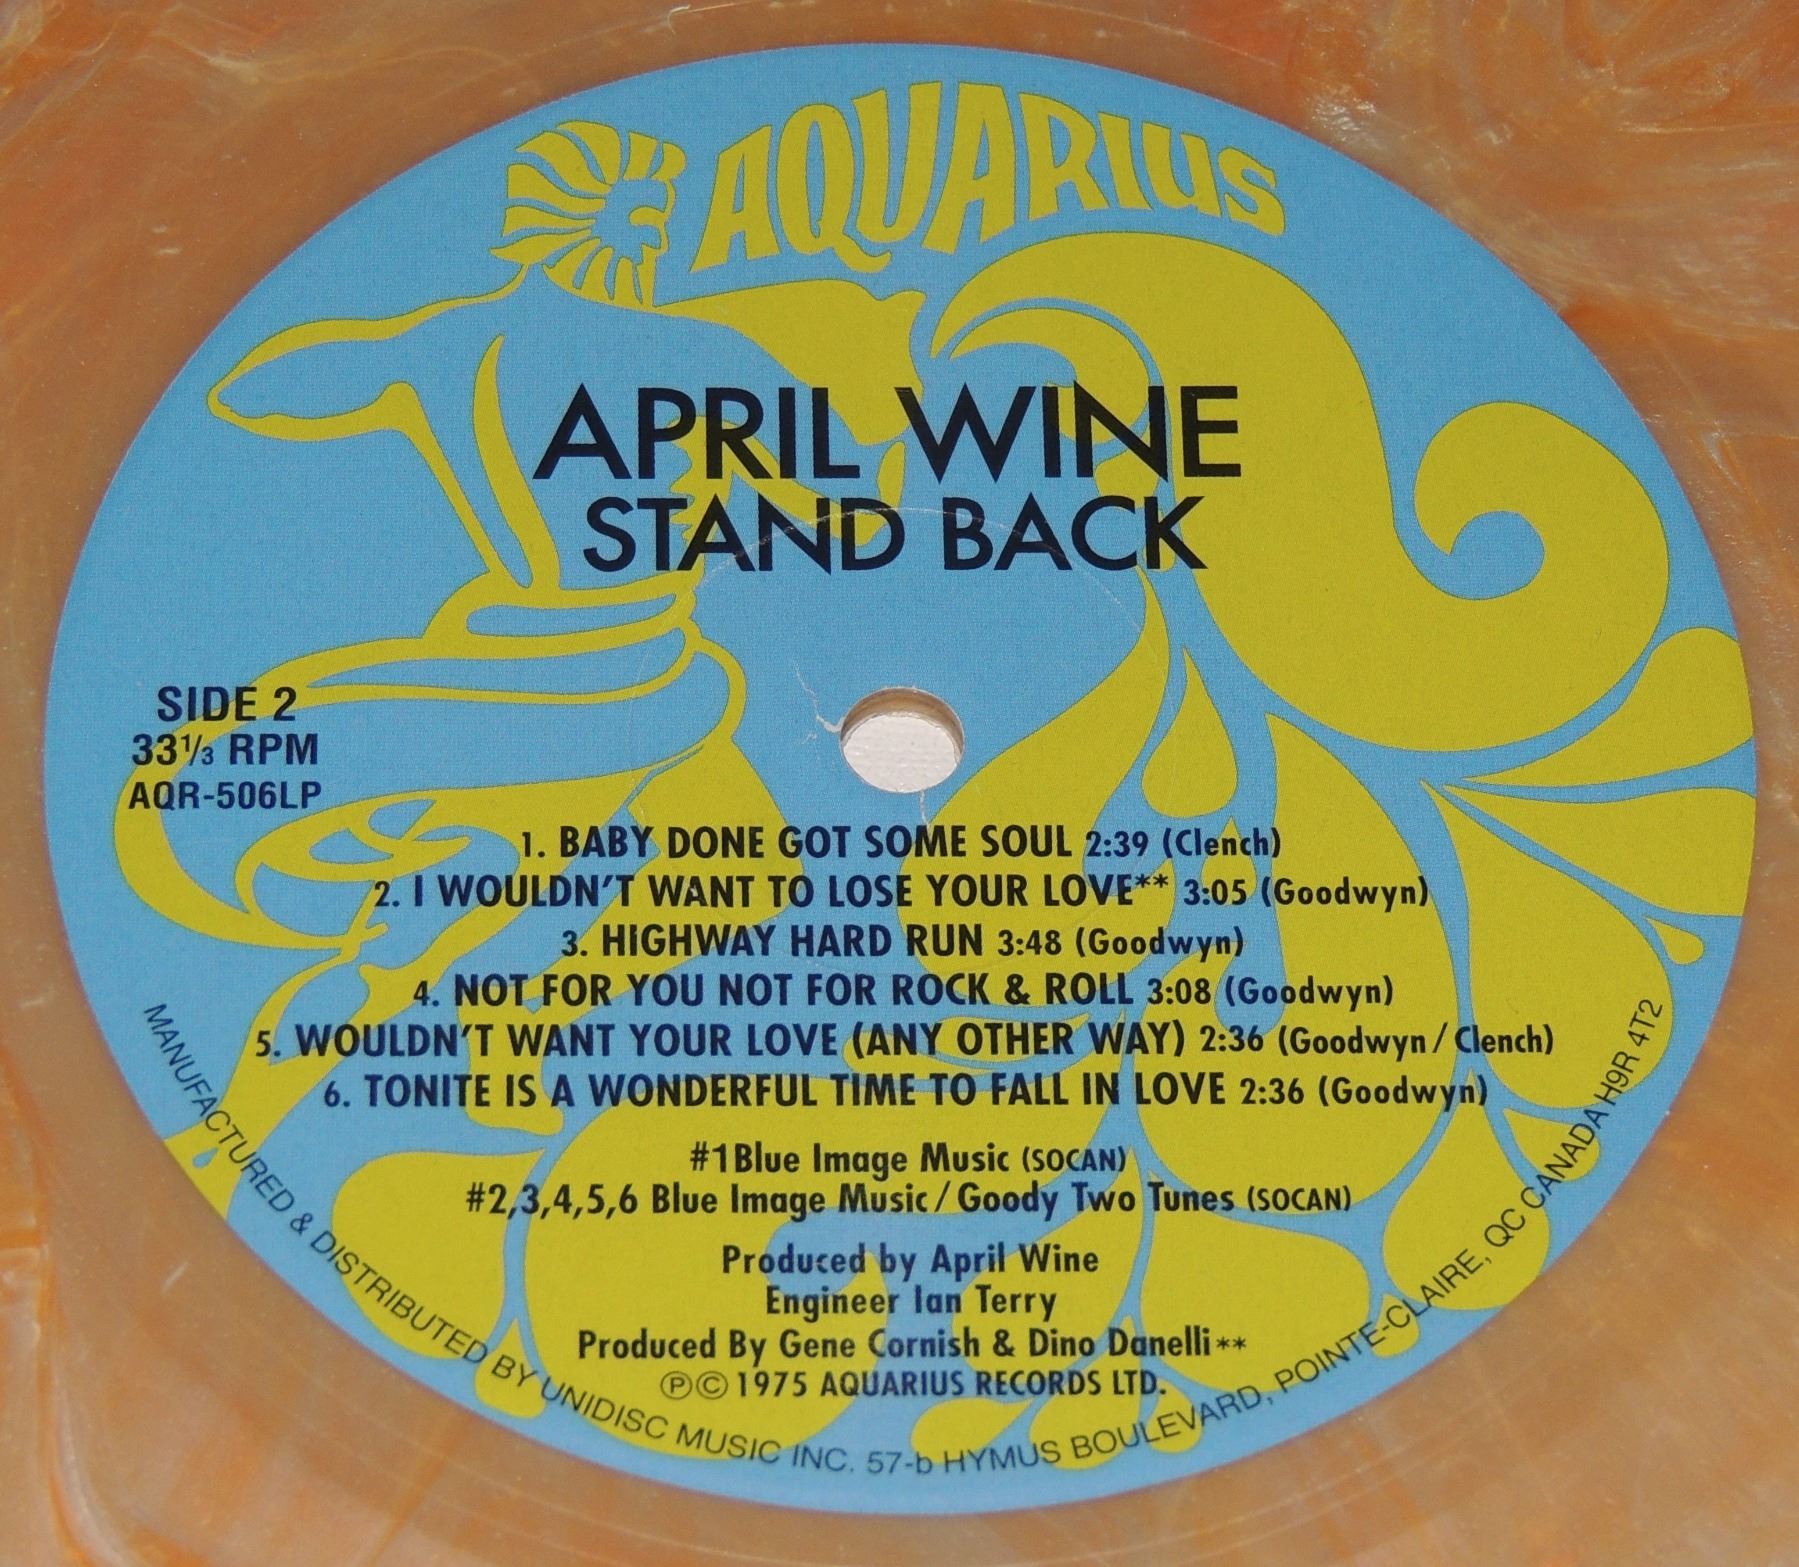 AQUARIUS
APRIL WINE
STAND BACK
SIDE 2
33⅓ RPM
AQR-506LP
1. BABY DONE GOT SOME SOUL 2:39 (Clench)
2. I WOULDN'T WANT TO LOSE YOUR LOVE** 3:05 (Goodwyn)
3. HIGHWAY HARD RUN 3:48 (Goodwyn)
4. NOT FOR YOU NOT FOR ROCK & ROLL 3:08 (Goodwyn)
5. WOULDN'T WANT YOUR LOVE (ANY OTHER WAY) 2:36 (Goodwyn/Clench)
6. TONITE IS A WONDERFUL TIME TO FALL IN LOVE 2:36 (Goodwyn)
#1 Blue Image Music (SOCAN)
#2,3,4,5,6 Blue Image Music/Goody Two Tunes (SOCAN)
Produced by April Wine
Engineer Ian Terry
Produced By Gene Cornish & Dino Danelli**
℗© 1975 AQUARIUS RECORDS LTD.
MANUFACTURED & DISTRIBUTED BY UNIDISC MUSIC INC. 57-b HYMUS BOULEVARD, POINTE-CLAIRE, QC CANADA H9R 4T2